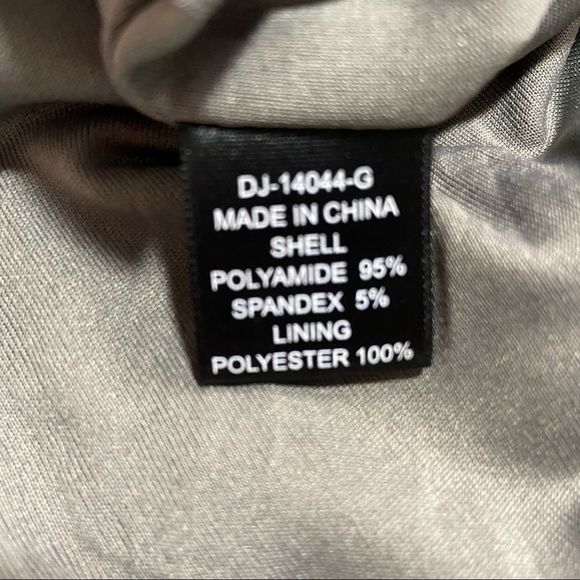 DJ-14044-G
MADE IN CHINA
SHELL
POLYAMIDE 95%
SPANDEX 5%
LINING
POLYESTER 100%